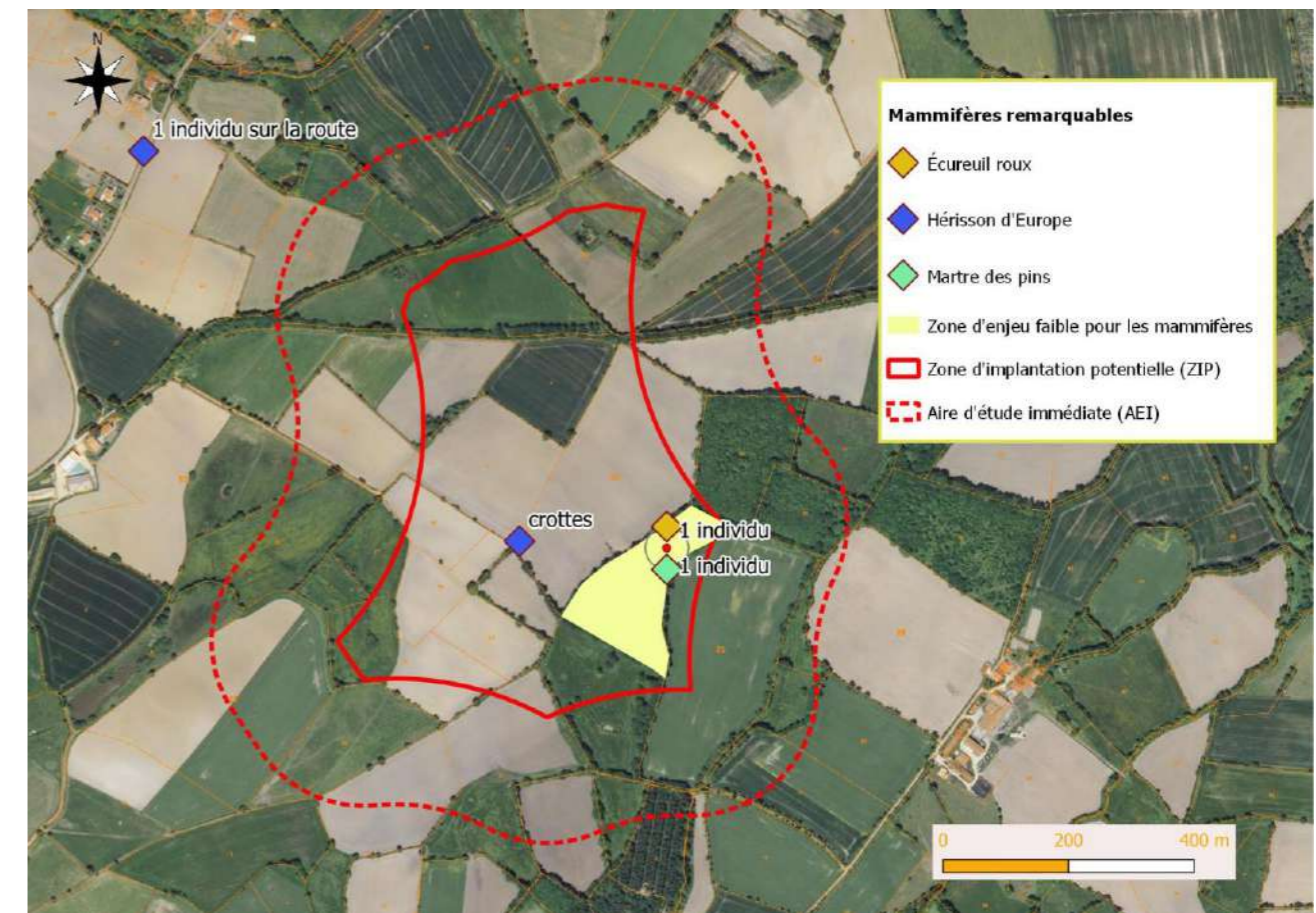 N
1 individu sur la route
Mammifères remarquables
Écureuil roux
Hérisson d'Europe
Martre des pins
Zone d'enjeu faible pour les mammifères
Zone d'implantation potentielle (ZIP)
Aire d'étude immédiate (AEI)
crottes
1 individu
1 individu
0 200 400 m